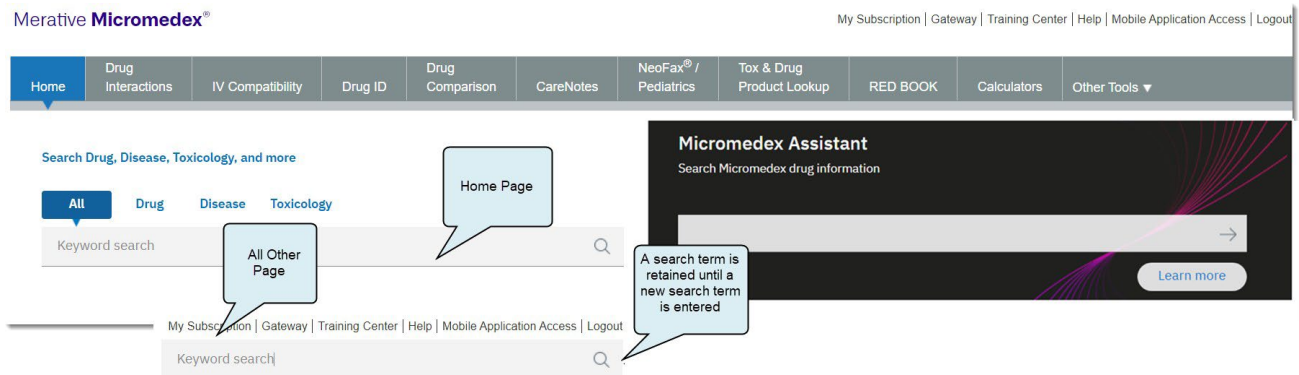 Merative Micromedex®
My Subscription | Gateway | Training Center | Help | Mobile Application Access | Logout
Home
Drug
Interactions
IV Compatibility
Drug ID
Drug
Comparison
CareNotes
NeoFax® /
Pediatrics
Tox & Drug
Product Lookup
RED BOOK
Calculators
Other Tools ▼
Search Drug, Disease, Toxicology, and more
All
Drug
Disease
Toxicology
Keyword search
Home Page
All Other
Page
Micromedex Assistant
Search Micromedex drug information
Learn more
A search term is
retained until a
new search term
is entered
My Subscription | Gateway | Training Center | Help | Mobile Application Access | Logout
Keyword search